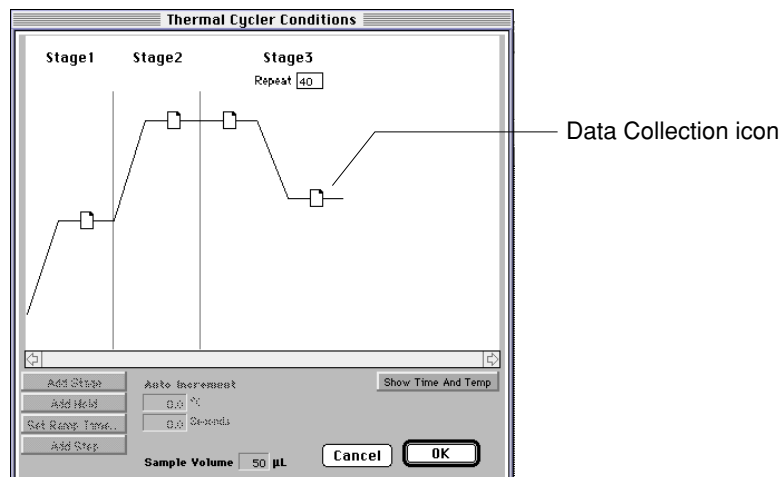 Thermal Cycler Conditions
Stage1 Stage2 Stage3
Repeat 40
Data Collection icon
Add Stage
Add Hold
Set Ramp Time..
Add Step
Auto Increment
0.0 °C
0.0 Seconds
Show Time And Temp
Sample Volume 50 µL
Cancel
OK